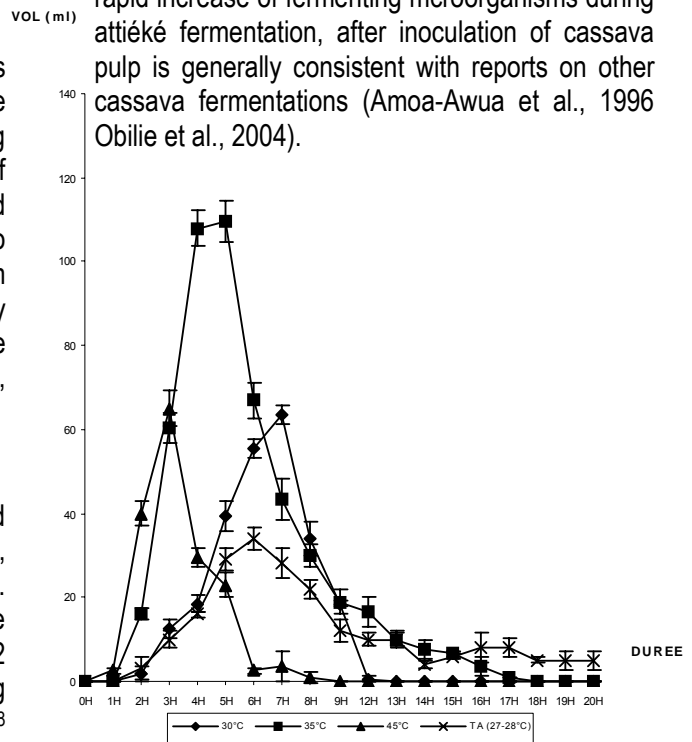 VOL (ml)
rapid increase of fermenting microorganisms during
attiéké fermentation, after inoculation of cassava
pulp is generally consistent with reports on other
cassava fermentations (Amoa-Awua et al., 1996
Obilie et al., 2004).
140
120
100
80
60
40
20
0
DUREE
0H 1H 2H 3H 4H 5H 6H 7H 8H 9H 12H 13H 14H 15H 16H 17H 18H 19H 20H
30°C 35°C 45°C TA (27-28°C)